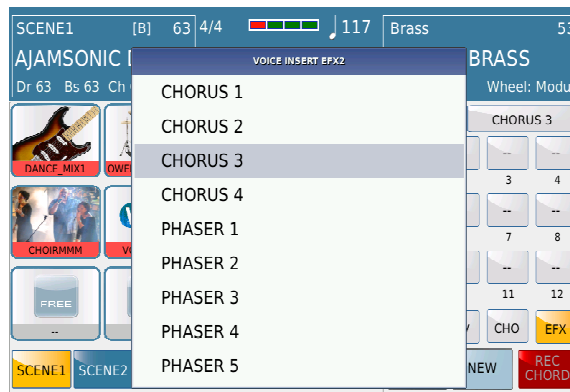 SCENE1 [B] 63 4/4 117 Brass 53
AJAMSONIC BRASS
Dr 63 Bs 63 Ch Wheel: Modu
VOICE INSERT EFX2
CHORUS 1
CHORUS 2
CHORUS 3
CHORUS 4
PHASER 1
PHASER 2
PHASER 3
PHASER 4
PHASER 5
DANCE_MIX1
CHOIRMMM
FREE
--
CHORUS 3
-- --
3 4
-- --
7 8
-- --
11 12
CHO EFX
SCENE1 SCENE2 NEW REC
CHORD